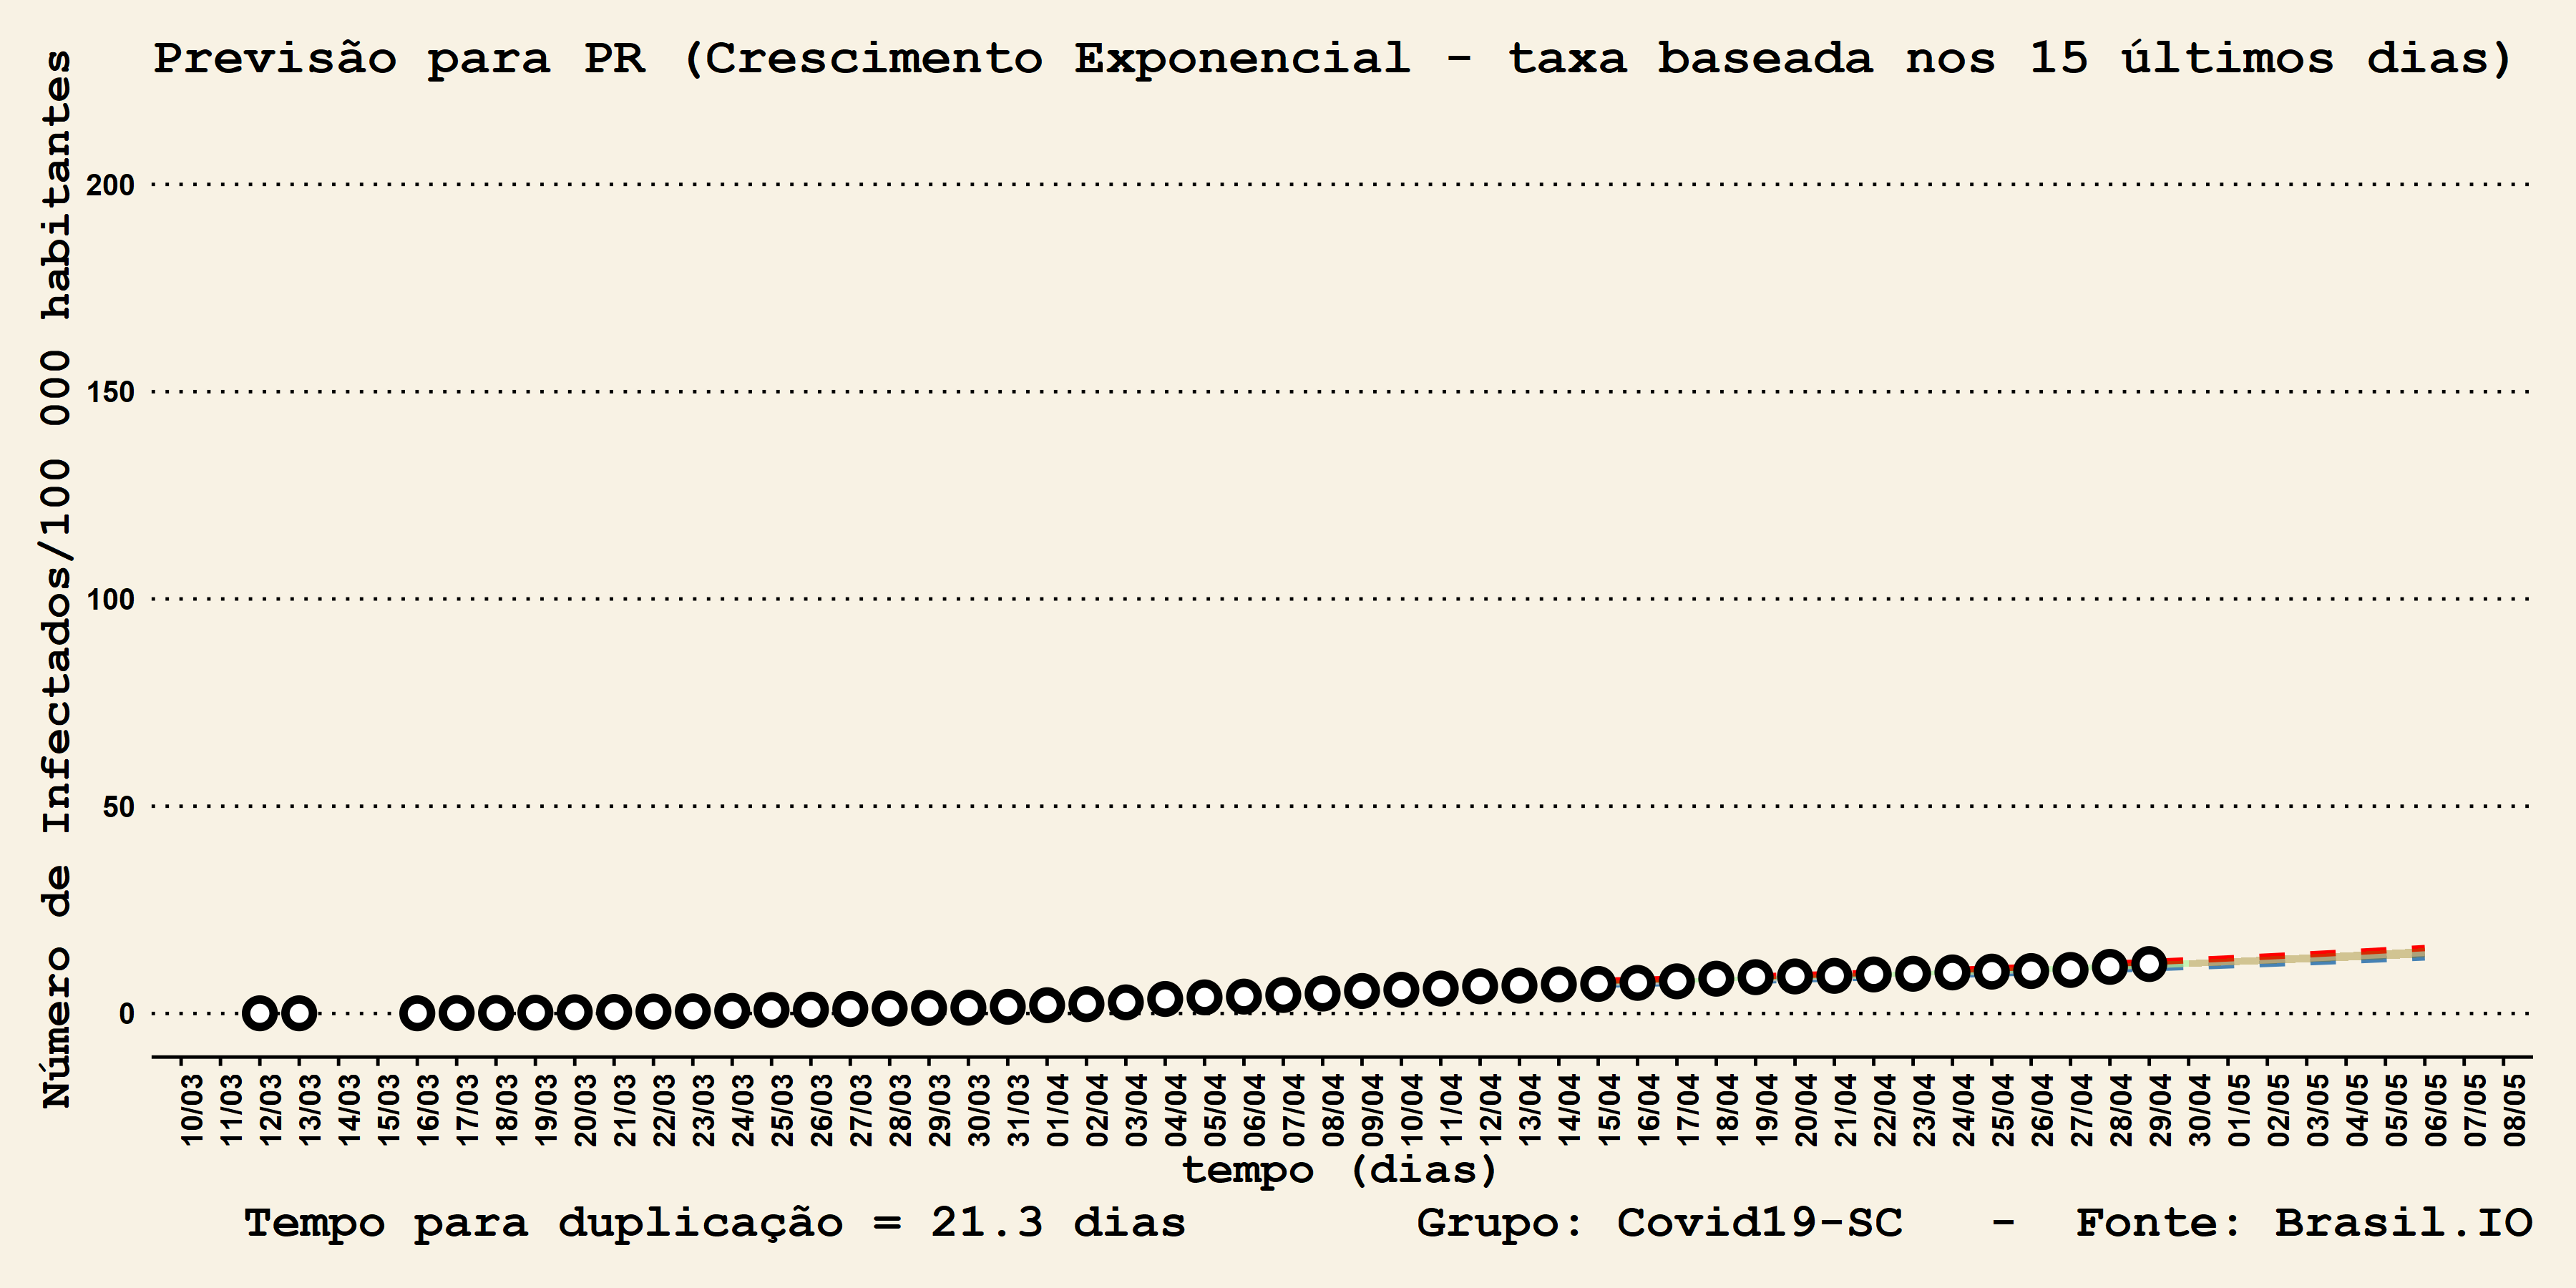 Previsão para PR (Crescimento Exponencial - taxa baseada nos 15 últimos dias)
Número de Infectados/100 000 habitantes
200
150
100
50
0
10/03 11/03 12/03 13/03 14/03 15/03 16/03 17/03 18/03 19/03 20/03 21/03 22/03 23/03 24/03 25/03 26/03 27/03 28/03 29/03 30/03 31/03 01/04 02/04 03/04 04/04 05/04 06/04 07/04 08/04 09/04 10/04 11/04 12/04 13/04 14/04 15/04 16/04 17/04 18/04 19/04 20/04 21/04 22/04 23/04 24/04 25/04 26/04 27/04 28/04 29/04 30/04 01/05 02/05 03/05 04/05 05/05 06/05 07/05 08/05
tempo (dias)
Tempo para duplicação = 21.3 dias Grupo: Covid19-SC - Fonte: Brasil.IO